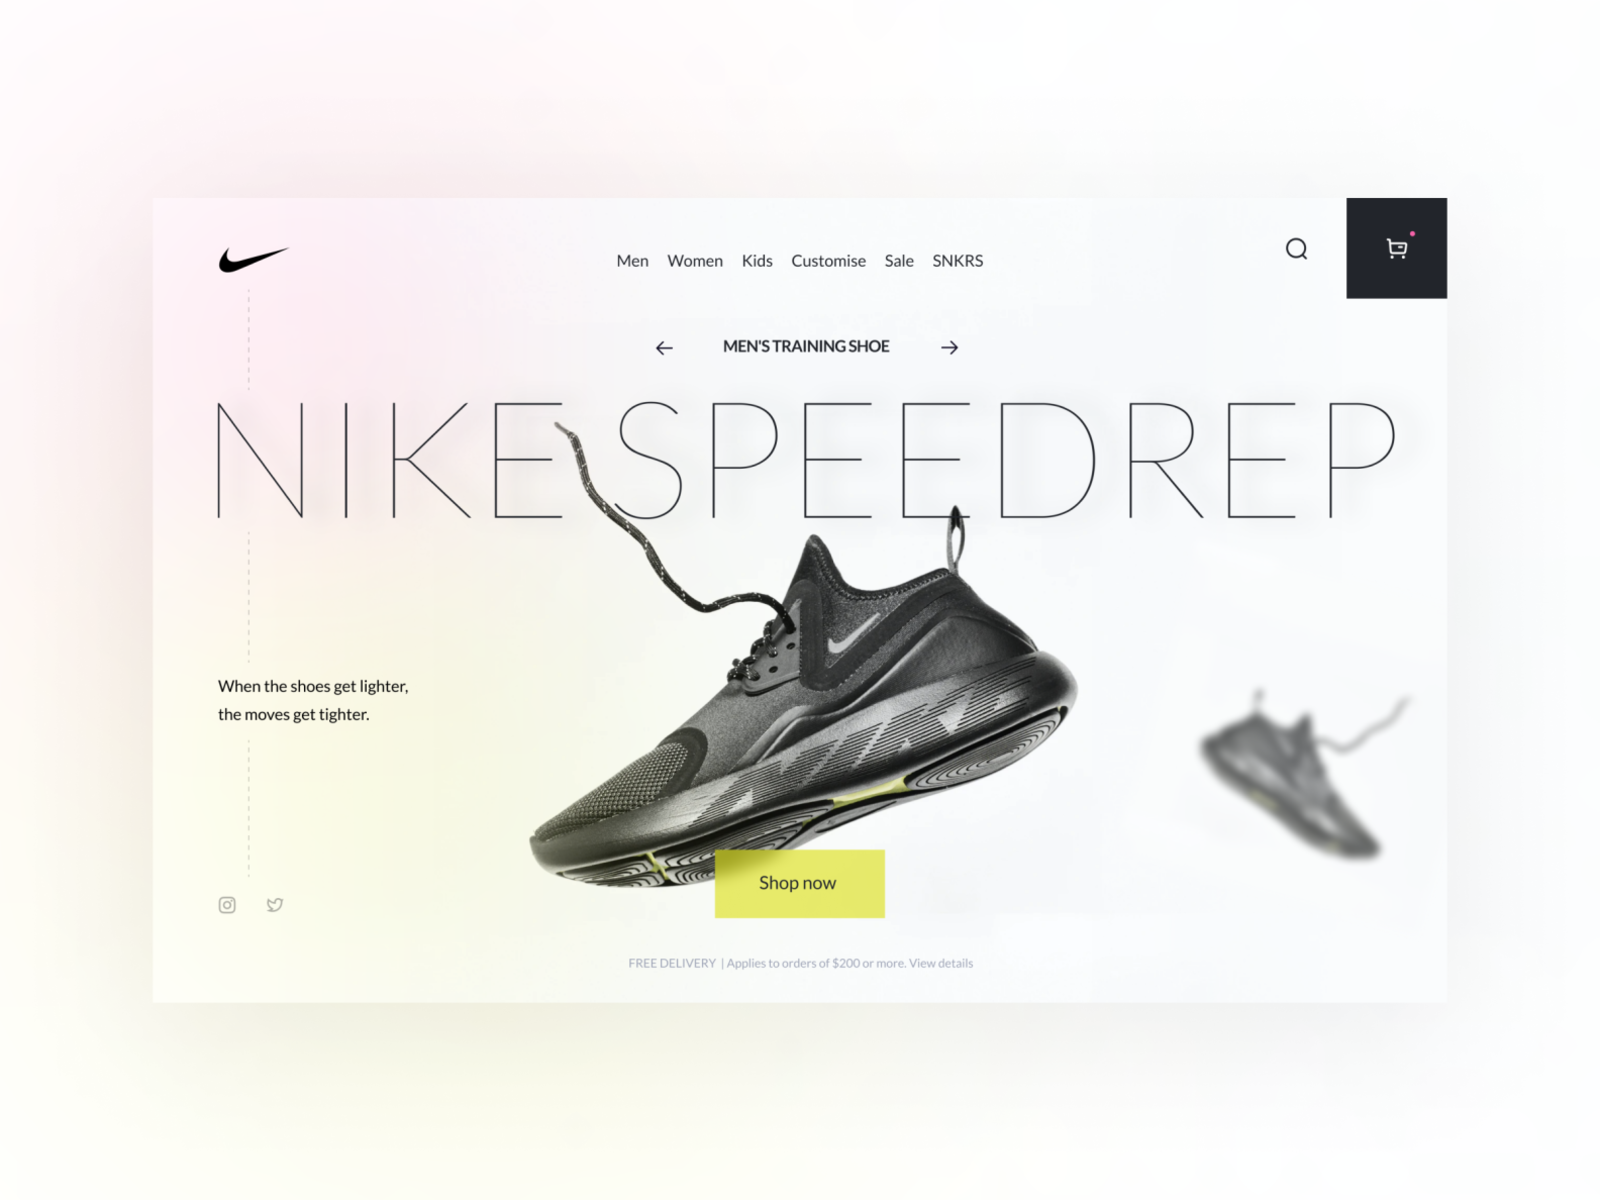 Men Women Kids Customise Sale SNKRS
MEN'S TRAINING SHOE
NIKE SPEEDREP
When the shoes get lighter,
the moves get tighter.
NIKE
Shop now
FREE DELIVERY | Applies to orders of $200 or more. View details